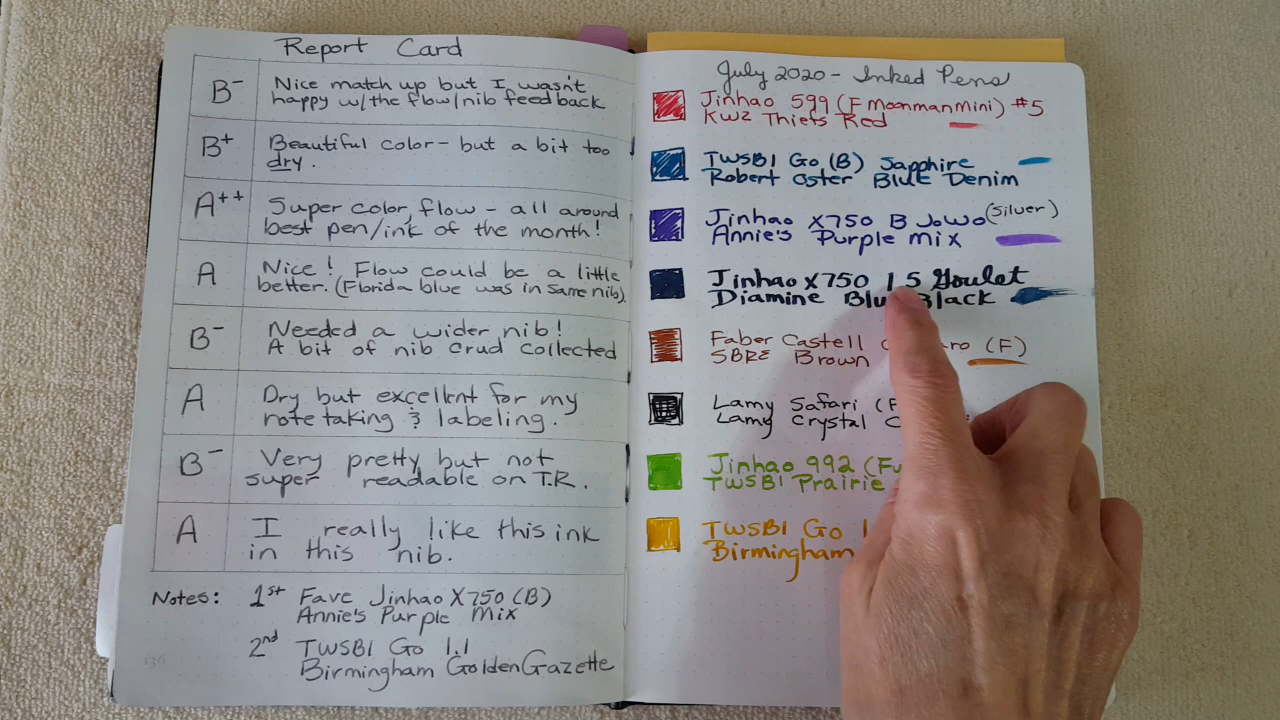 Report Card
B- Nice match up but I wasn't
happy w/the flow/nib feedback
B+ Beautiful color - but a bit too
dry.
A++ Super color, flow - all around
best pen/ink of the month!
A Nice! Flow could be a little
better. (Florida blue was in same nib).
B- Needed a wider nib!
A bit of nib crud collected
A Dry but excellent for my
note taking & labeling.
B- Very pretty but not
super readable on T.R.
A I really like this ink
in this nib.
Notes: 1st Fave Jinhao X750 (B)
Annie's Purple Mix
2nd TWSBI Go 1.1
Birmingham Golden Gazette
136
July 2020 - Inked Pens
Jinhao 599 (F Moonman Mini) #5
KWZ Thiefs Red
TWSBI Go (B) Sapphire
Robert Oster Blue Denim
Jinhao X750 B JoWo (Silver)
Annie's Purple Mix
Jinhao X750 1.5 Goulet
Diamine Blue Black
Faber Castell (F)
SBRE Brown
Lamy Safari (F
Lamy Crystal
Jinhao 992 (Fu
TWSBI Prairie
TWSBI Go 1
Birmingham